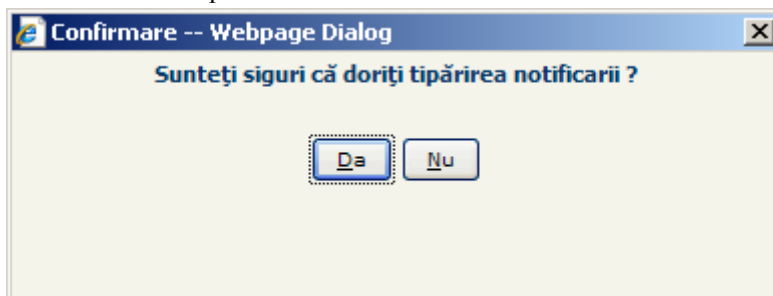 Confirmare -- Webpage Dialog
Sunteţi siguri că doriţi tipărirea notificarii ?
Da
Nu